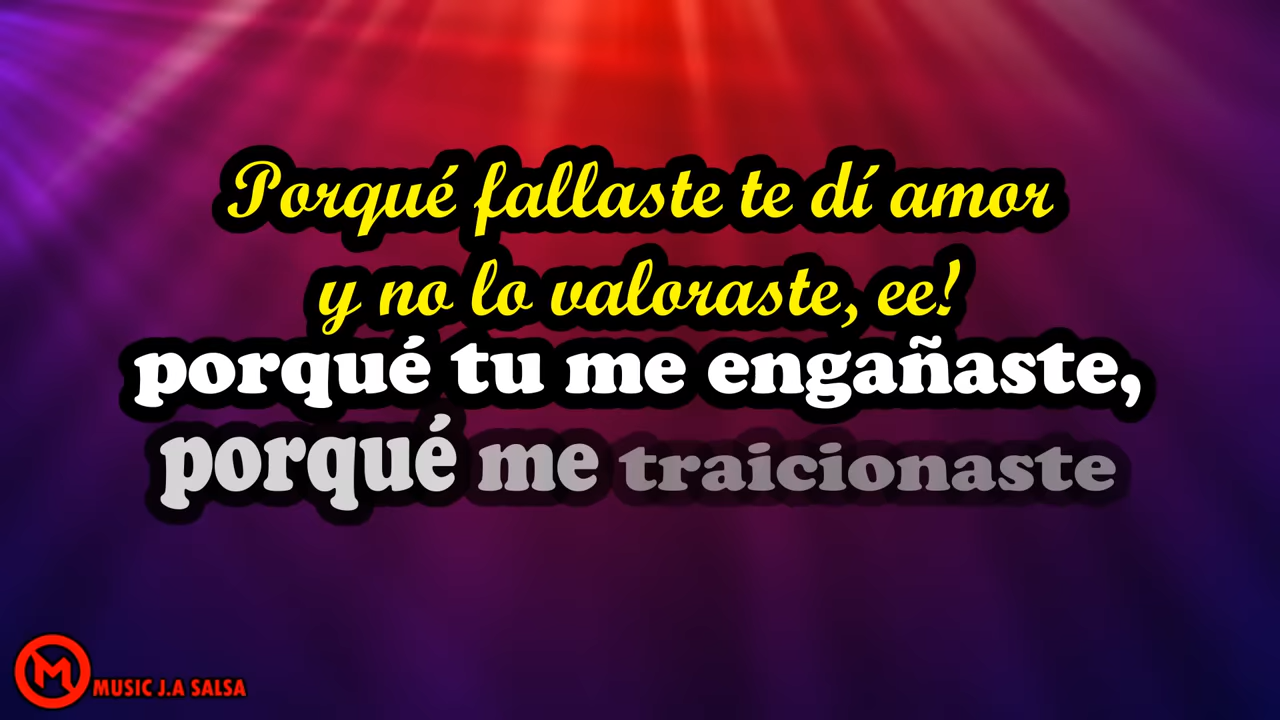 Porqué fallaste te dí amor
y no lo valoraste, ee!
porqué tu me engañaste,
porqué me traicionaste
M MUSIC J.A SALSA